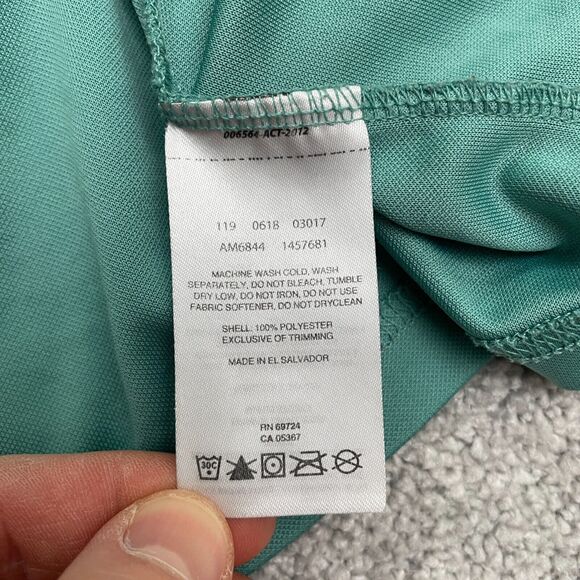 006564-ACT-2012
119 0618 03017
AM6844 1457681
MACHINE WASH COLD, WASH
SEPARATELY, DO NOT BLEACH, TUMBLE
DRY LOW, DO NOT IRON, DO NOT USE
FABRIC SOFTENER, DO NOT DRYCLEAN
SHELL: 100% POLYESTER
EXCLUSIVE OF TRIMMING
MADE IN EL SALVADOR
RN 69724
CA 05367
30C